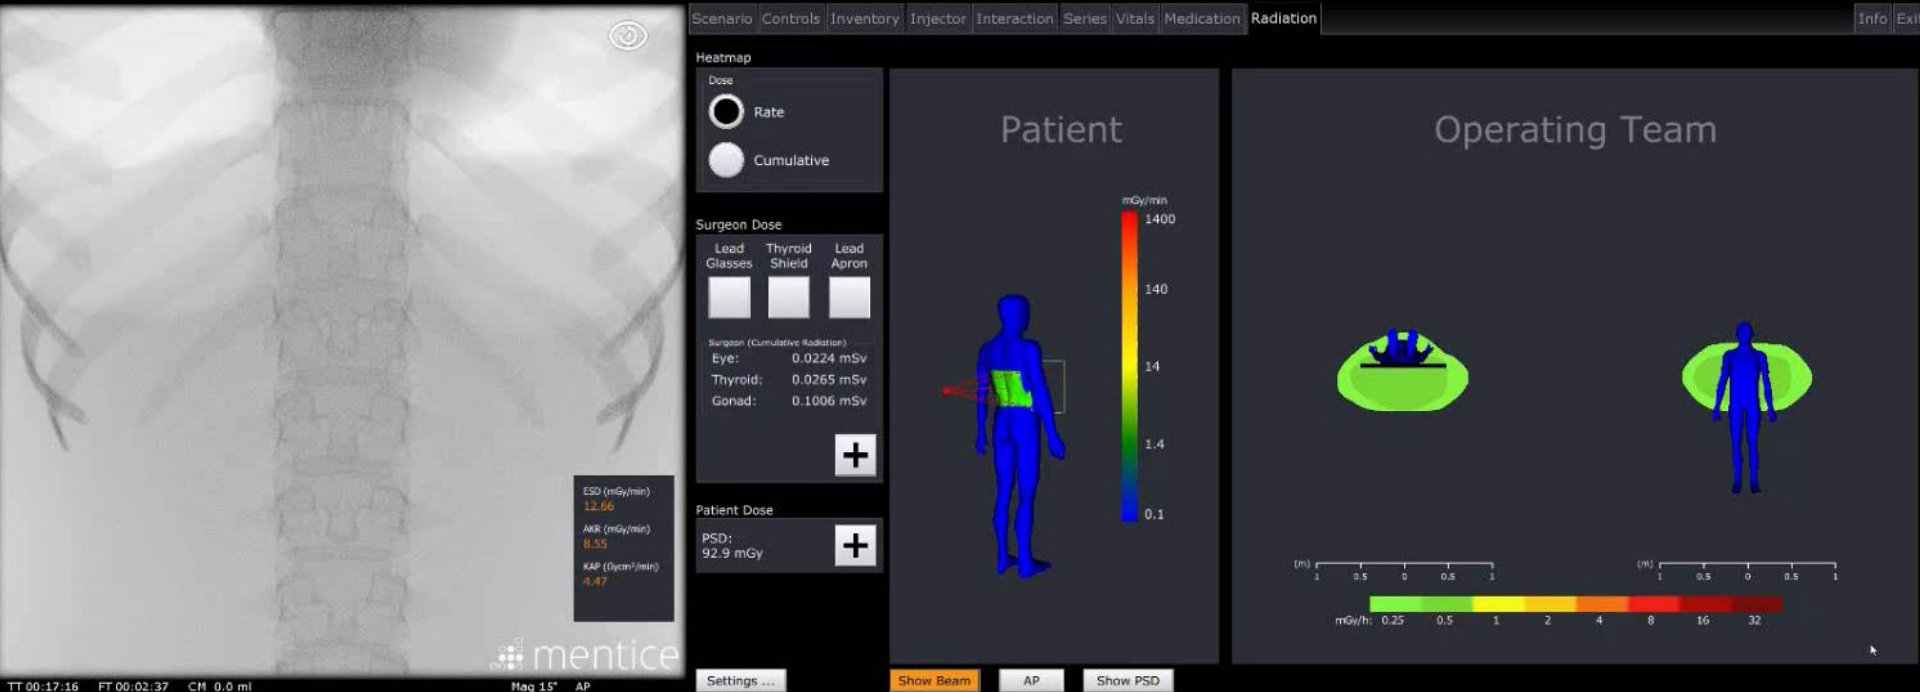 Scenario Controls Inventory Injector Interaction Series Vitals Medication Radiation Info Exi
Heatmap
Dose
Rate
Cumulative
Surgeon Dose
Lead Glasses
Thyroid Shield
Lead Apron
Surgeon (Cumulative Radiation)
Eye: 0.0224 mSv
Thyroid: 0.0265 mSv
Gonad: 0.1006 mSv
+
Patient Dose
PSD:
92.9 mGy
+
Settings ...
Patient
mGy/min
1400
140
14
1.4
0.1
Show Beam
AP
Show PSD
Operating Team
(m) 1 0.5 0 0.5 1
(m) 1 0.5 0 0.5 1
mGy/h: 0.25 0.5 1 2 4 8 16 32
ESD (mGy/min)
12.66
AKR (mGy/min)
8.55
KAP (Gycm²/min)
4.47
mentice
TT 00:17:16 FT 00:02:37 CM 0.0 ml Mag 15" AP